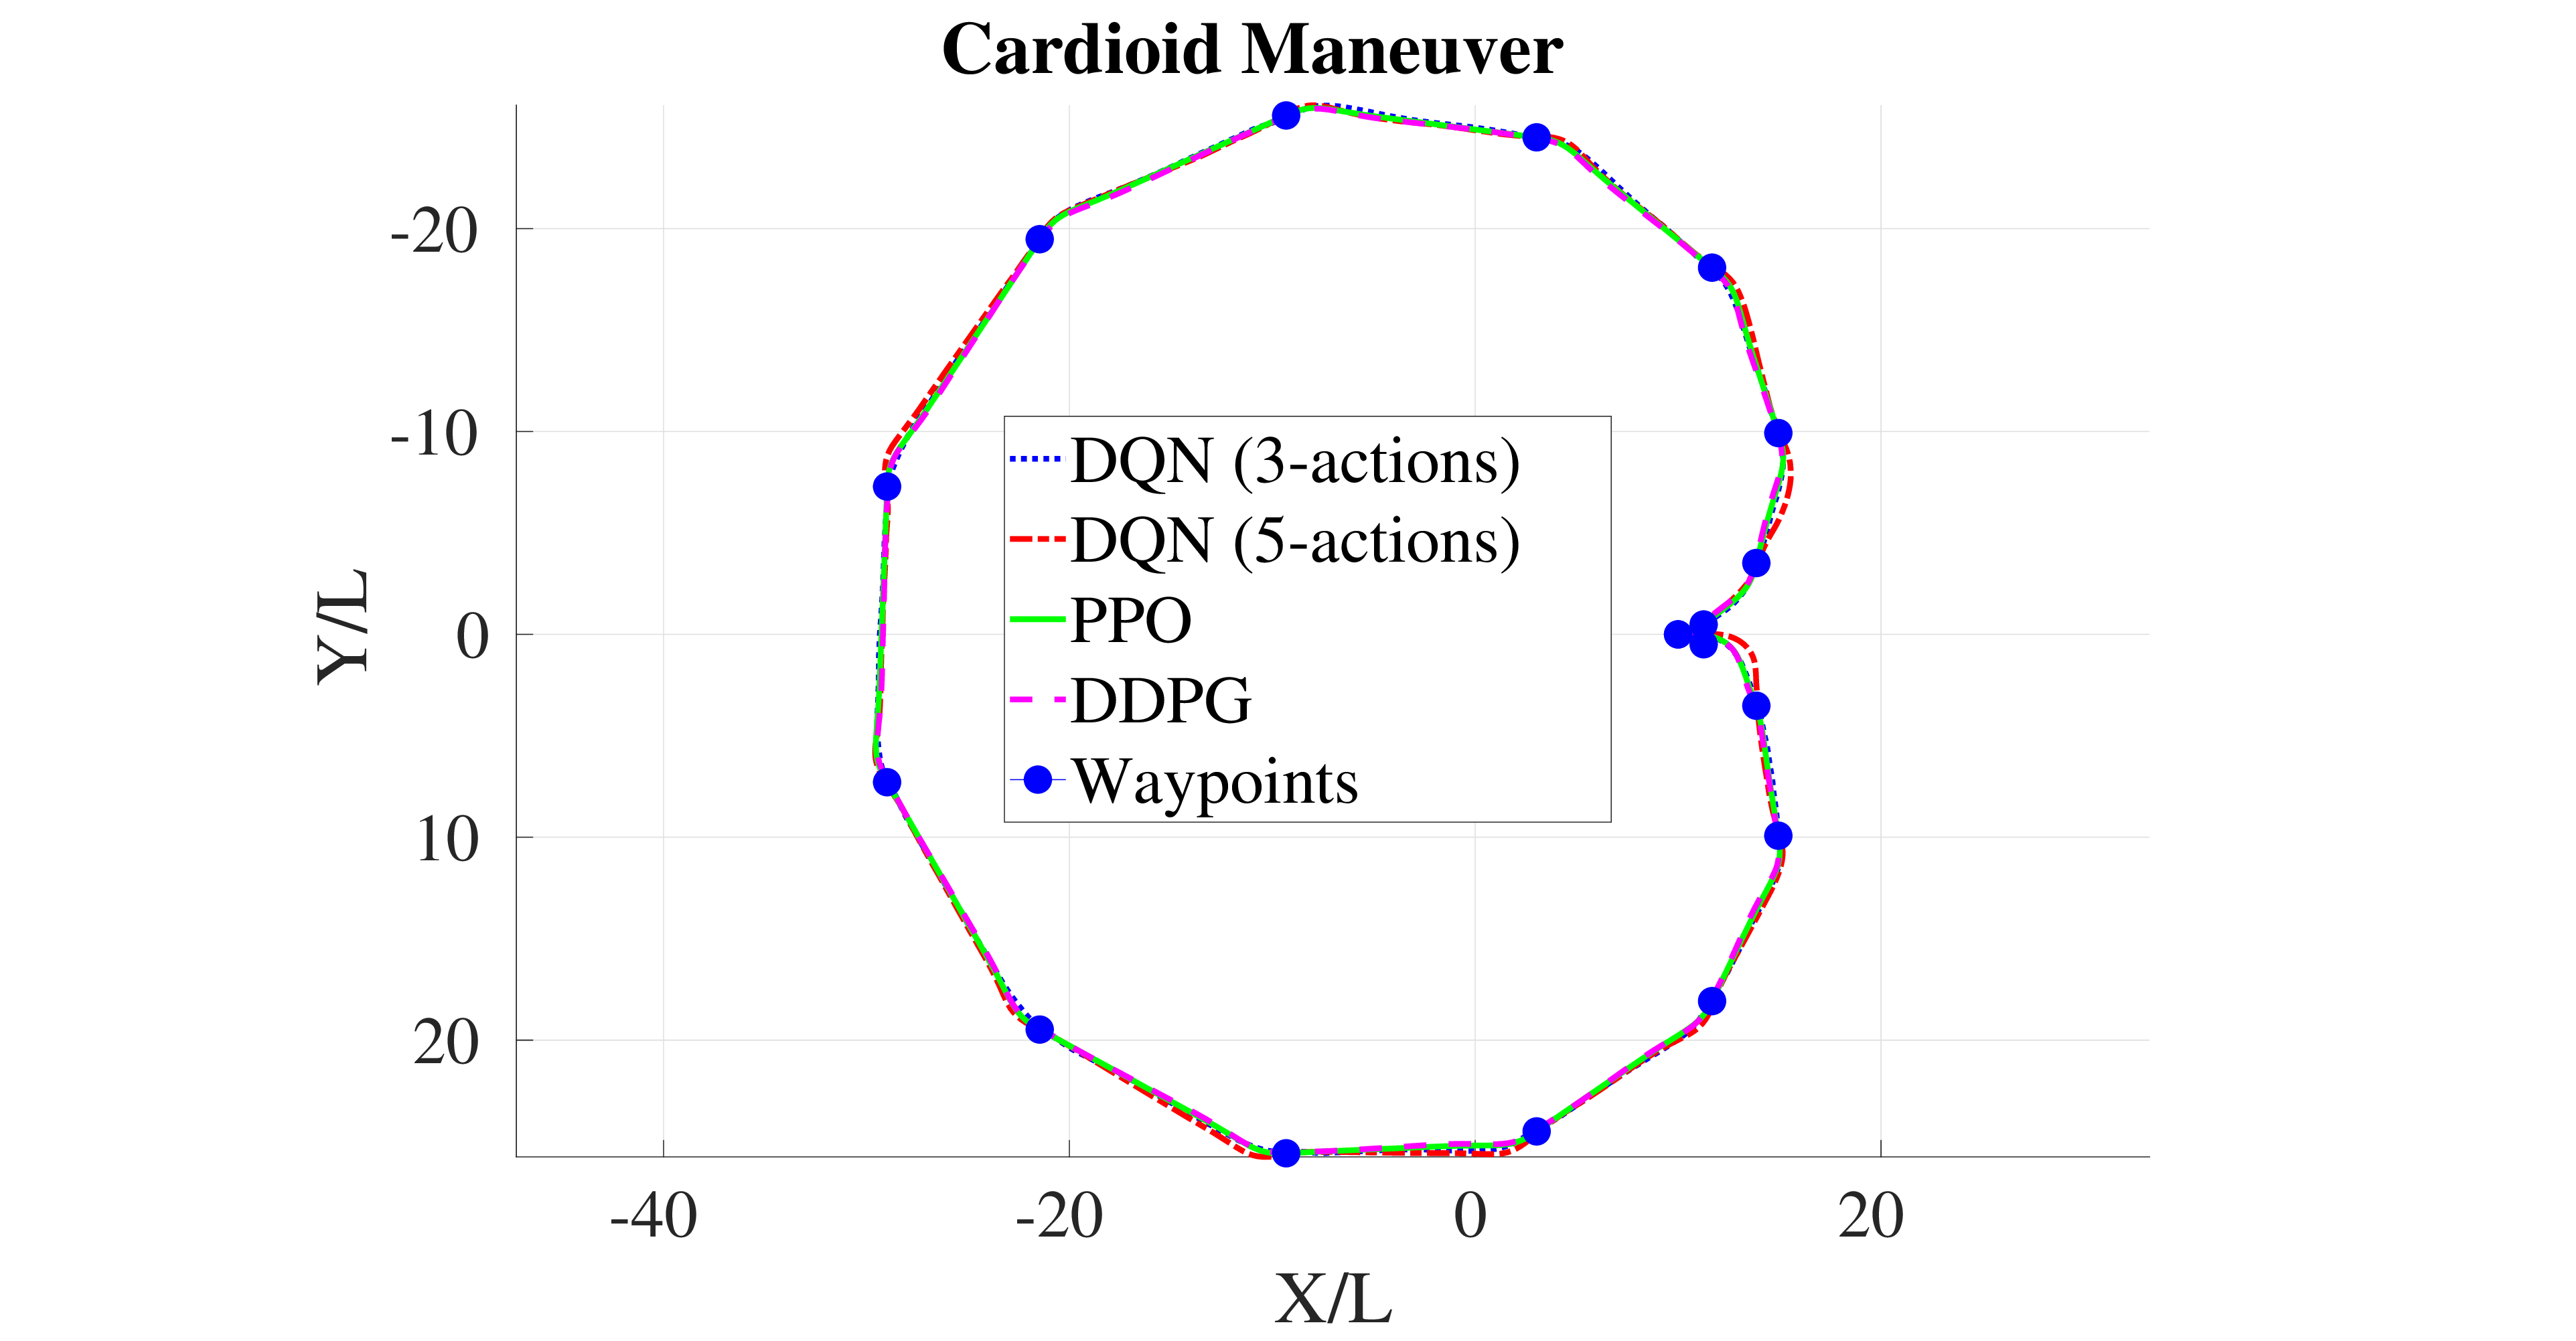 Cardioid Maneuver
-20
-10
0
10
20
Y/L
DQN (3-actions)
DQN (5-actions)
PPO
DDPG
Waypoints
-40
-20
0
20
X/L